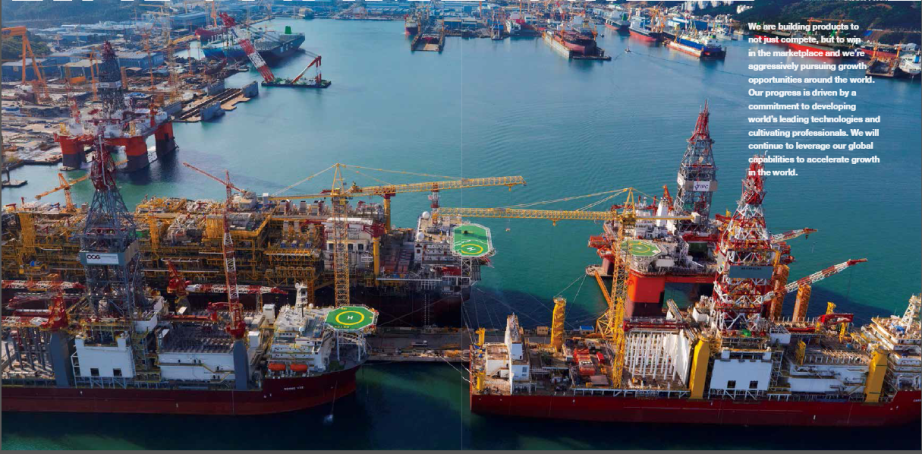 We are building products to
not just compete, but to win
in the marketplace and we're
aggressively pursuing growth
opportunities around the world.
Our progress is driven by a
commitment to developing
world's leading technologies and
cultivating professionals. We will
continue to leverage our global
capabilities to accelerate growth
in the world.